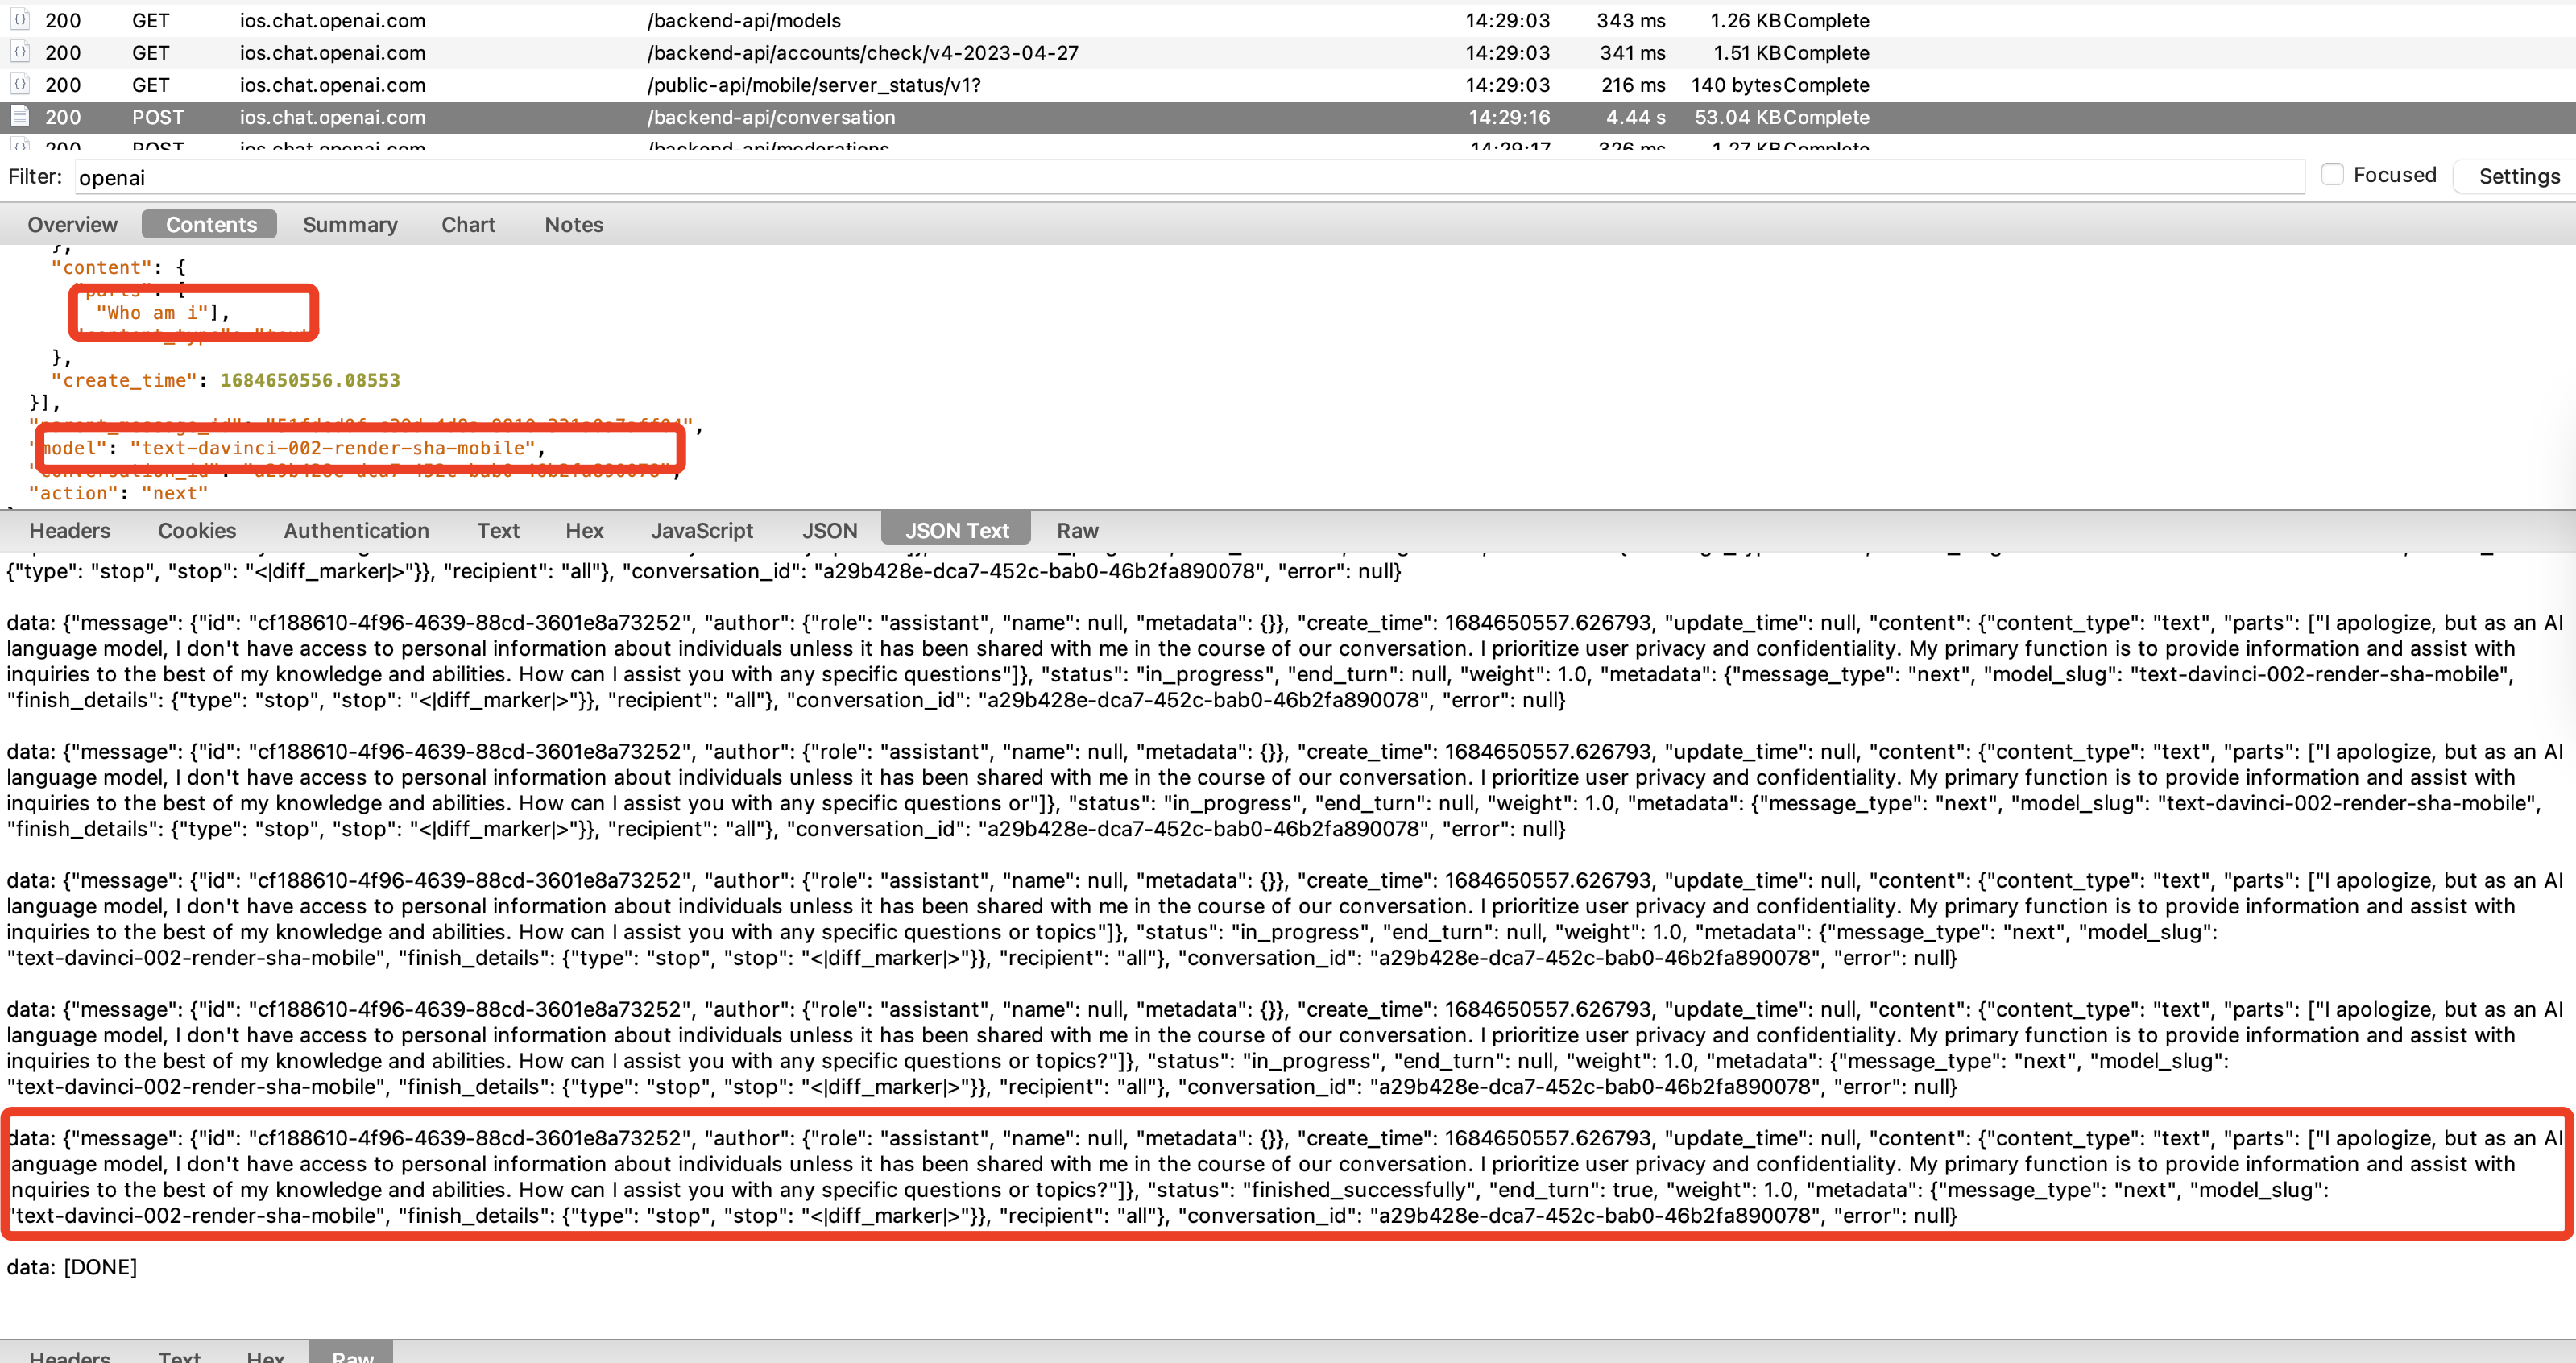 200 GET ios.chat.openai.com /backend-api/models 14:29:03 343 ms 1.26 KB Complete
200 GET ios.chat.openai.com /backend-api/accounts/check/v4-2023-04-27 14:29:03 341 ms 1.51 KB Complete
200 GET ios.chat.openai.com /public-api/mobile/server_status/v1? 14:29:03 216 ms 140 bytes Complete
200 POST ios.chat.openai.com /backend-api/conversation 14:29:16 4.44 s 53.04 KB Complete
200 POST ios.chat.openai.com /backend-api/moderations 14:29:17 326 ms 1.27 KB Complete
Filter: openai Focused Settings
Overview Contents Summary Chart Notes
},
"content": {
"parts": [
"Who am i"],
"content_type": "text
},
"create_time": 1684650556.08553
}],
"parent_message_id":
"model": "text-davinci-002-render-sha-mobile",
"conversation_id": "a29b428e-dca7-452c-bab0-46b2fa890078",
"action": "next"
Headers Cookies Authentication Text Hex JavaScript JSON JSON Text Raw
{"type": "stop", "stop": "<|diff_marker|>"}}, "recipient": "all"}, "conversation_id": "a29b428e-dca7-452c-bab0-46b2fa890078", "error": null}
data: {"message": {"id": "cf188610-4f96-4639-88cd-3601e8a73252", "author": {"role": "assistant", "name": null, "metadata": {}}, "create_time": 1684650557.626793, "update_time": null, "content": {"content_type": "text", "parts": ["I apologize, but as an AI
language model, I don't have access to personal information about individuals unless it has been shared with me in the course of our conversation. I prioritize user privacy and confidentiality. My primary function is to provide information and assist with
inquiries to the best of my knowledge and abilities. How can I assist you with any specific questions"]}, "status": "in_progress", "end_turn": null, "weight": 1.0, "metadata": {"message_type": "next", "model_slug": "text-davinci-002-render-sha-mobile",
"finish_details": {"type": "stop", "stop": "<|diff_marker|>"}}, "recipient": "all"}, "conversation_id": "a29b428e-dca7-452c-bab0-46b2fa890078", "error": null}
data: {"message": {"id": "cf188610-4f96-4639-88cd-3601e8a73252", "author": {"role": "assistant", "name": null, "metadata": {}}, "create_time": 1684650557.626793, "update_time": null, "content": {"content_type": "text", "parts": ["I apologize, but as an AI
language model, I don't have access to personal information about individuals unless it has been shared with me in the course of our conversation. I prioritize user privacy and confidentiality. My primary function is to provide information and assist with
inquiries to the best of my knowledge and abilities. How can I assist you with any specific questions or"]}, "status": "in_progress", "end_turn": null, "weight": 1.0, "metadata": {"message_type": "next", "model_slug": "text-davinci-002-render-sha-mobile",
"finish_details": {"type": "stop", "stop": "<|diff_marker|>"}}, "recipient": "all"}, "conversation_id": "a29b428e-dca7-452c-bab0-46b2fa890078", "error": null}
data: {"message": {"id": "cf188610-4f96-4639-88cd-3601e8a73252", "author": {"role": "assistant", "name": null, "metadata": {}}, "create_time": 1684650557.626793, "update_time": null, "content": {"content_type": "text", "parts": ["I apologize, but as an AI
language model, I don't have access to personal information about individuals unless it has been shared with me in the course of our conversation. I prioritize user privacy and confidentiality. My primary function is to provide information and assist with
inquiries to the best of my knowledge and abilities. How can I assist you with any specific questions or topics"]}, "status": "in_progress", "end_turn": null, "weight": 1.0, "metadata": {"message_type": "next", "model_slug":
"text-davinci-002-render-sha-mobile", "finish_details": {"type": "stop", "stop": "<|diff_marker|>"}}, "recipient": "all"}, "conversation_id": "a29b428e-dca7-452c-bab0-46b2fa890078", "error": null}
data: {"message": {"id": "cf188610-4f96-4639-88cd-3601e8a73252", "author": {"role": "assistant", "name": null, "metadata": {}}, "create_time": 1684650557.626793, "update_time": null, "content": {"content_type": "text", "parts": ["I apologize, but as an AI
language model, I don't have access to personal information about individuals unless it has been shared with me in the course of our conversation. I prioritize user privacy and confidentiality. My primary function is to provide information and assist with
inquiries to the best of my knowledge and abilities. How can I assist you with any specific questions or topics?"]}, "status": "in_progress", "end_turn": null, "weight": 1.0, "metadata": {"message_type": "next", "model_slug":
"text-davinci-002-render-sha-mobile", "finish_details": {"type": "stop", "stop": "<|diff_marker|>"}}, "recipient": "all"}, "conversation_id": "a29b428e-dca7-452c-bab0-46b2fa890078", "error": null}
data: {"message": {"id": "cf188610-4f96-4639-88cd-3601e8a73252", "author": {"role": "assistant", "name": null, "metadata": {}}, "create_time": 1684650557.626793, "update_time": null, "content": {"content_type": "text", "parts": ["I apologize, but as an AI
language model, I don't have access to personal information about individuals unless it has been shared with me in the course of our conversation. I prioritize user privacy and confidentiality. My primary function is to provide information and assist with
inquiries to the best of my knowledge and abilities. How can I assist you with any specific questions or topics?"]}, "status": "finished_successfully", "end_turn": true, "weight": 1.0, "metadata": {"message_type": "next", "model_slug":
"text-davinci-002-render-sha-mobile", "finish_details": {"type": "stop", "stop": "<|diff_marker|>"}}, "recipient": "all"}, "conversation_id": "a29b428e-dca7-452c-bab0-46b2fa890078", "error": null}
data: [DONE]
Headers Text Hex Raw